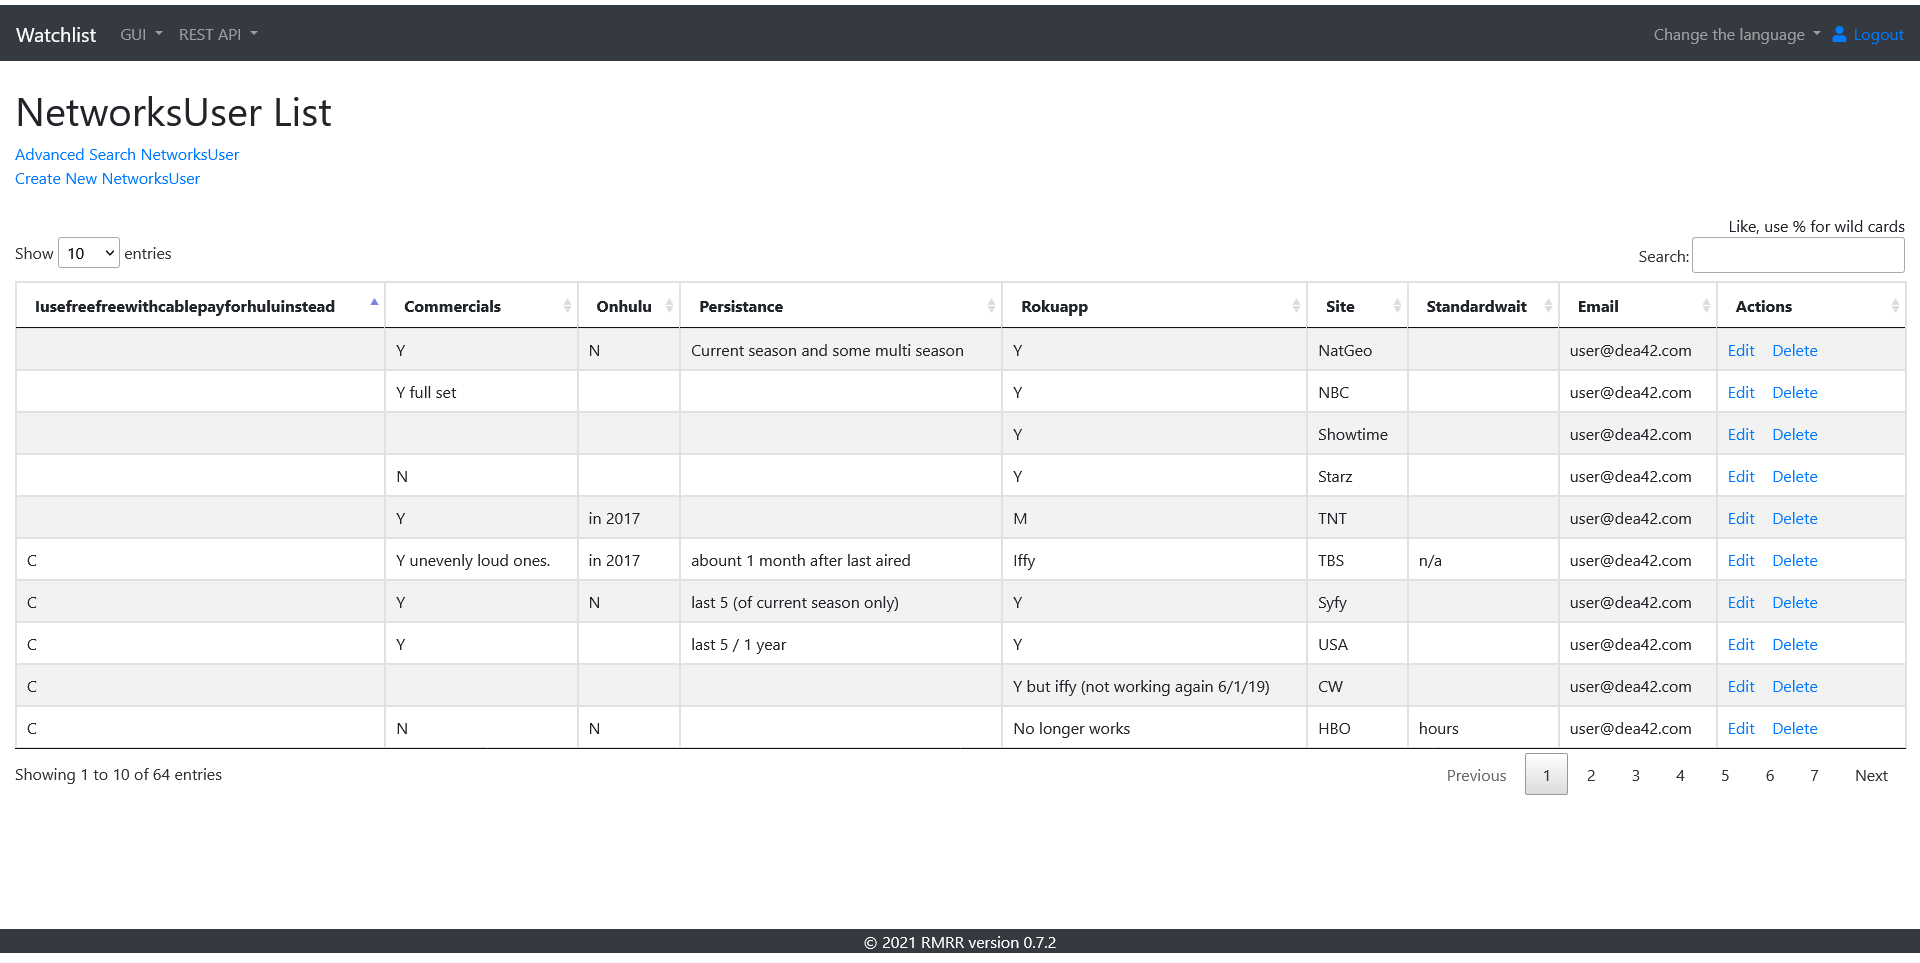 Watchlist GUI REST API Change the language Logout
NetworksUser List
Advanced Search NetworksUser
Create New NetworksUser
Like, use % for wild cards
Show 10 entries Search:
Iusefreefreewithcablepayforhuluinstead Commercials Onhulu Persistance Rokuapp Site Standardwait Email Actions
Y N Current season and some multi season Y NatGeo user@dea42.com Edit Delete
Y full set Y NBC user@dea42.com Edit Delete
Y Showtime user@dea42.com Edit Delete
N Y Starz user@dea42.com Edit Delete
Y in 2017 M TNT user@dea42.com Edit Delete
C Y unevenly loud ones. in 2017 abount 1 month after last aired Iffy TBS n/a user@dea42.com Edit Delete
C Y N last 5 (of current season only) Y Syfy user@dea42.com Edit Delete
C Y last 5 / 1 year Y USA user@dea42.com Edit Delete
C Y but iffy (not working again 6/1/19) CW user@dea42.com Edit Delete
C N N No longer works HBO hours user@dea42.com Edit Delete
Showing 1 to 10 of 64 entries Previous 1 2 3 4 5 6 7 Next
© 2021 RMRR version 0.7.2